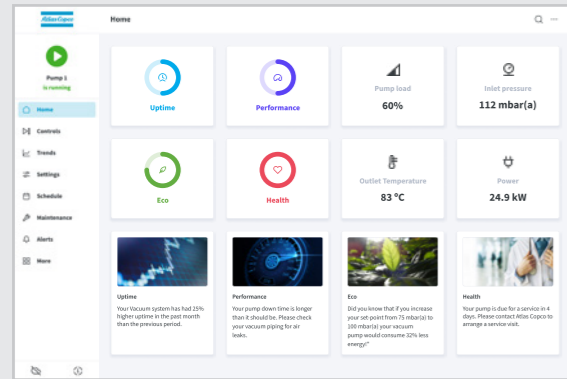 Atlas Copco
Home
Pump 1
is running
Home
Controls
Trends
Settings
Schedule
Maintenance
Alerts
More
Uptime
Performance
Pump load
60%
Inlet pressure
112 mbar(a)
Eco
Health
Outlet Temperature
83 °C
Power
24.9 kW
Uptime
Your Vacuum system has had 25%
higher uptime in the past month
than the previous period.
Performance
Your pump down time is longer
than it should be. Please check
your vacuum piping for air
leaks.
Eco
Did you know that if you increase
your set-point from 75 mbar(a) to
100 mbar(a) your vacuum
pump would consume 32% less
energy!"
Health
Your pump is due for a service in 4
days. Please contact Atlas Copco to
arrange a service visit.